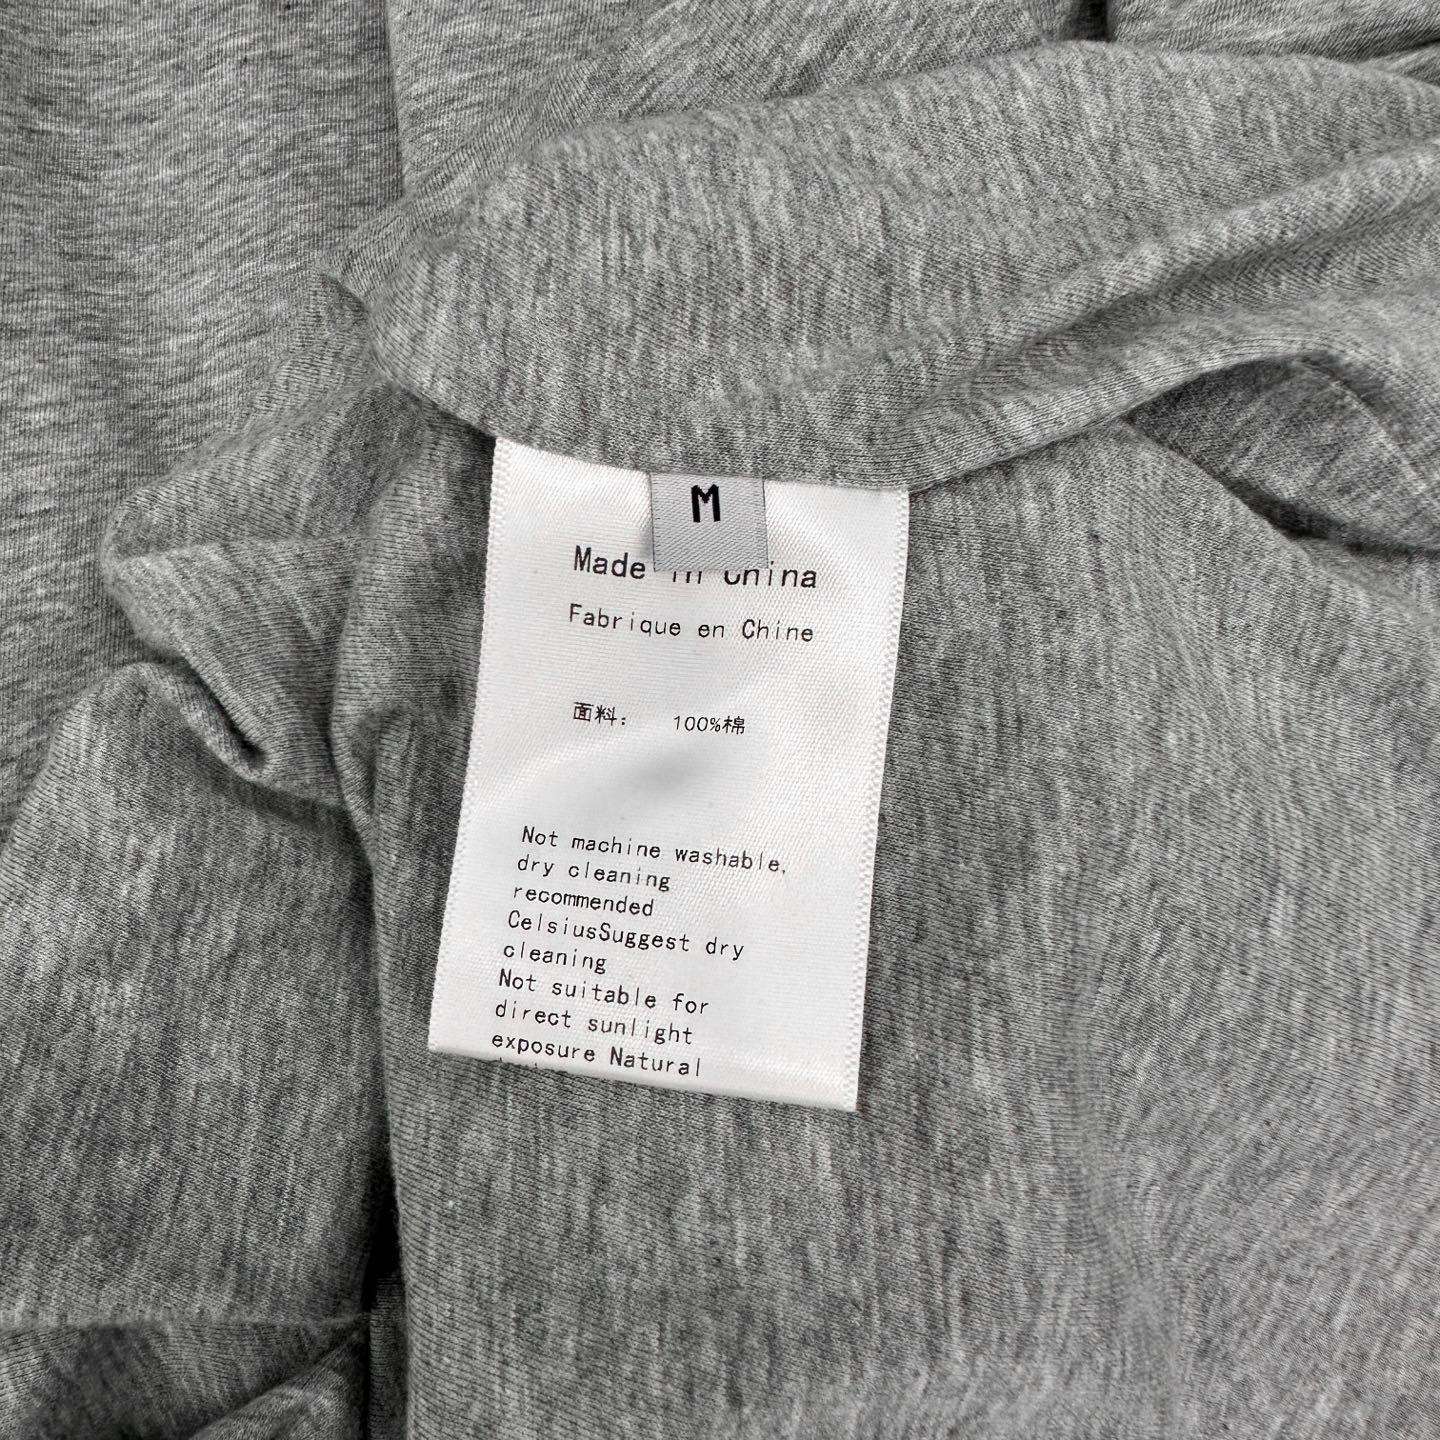 M
Made in China
Fabrique en Chine
面料： 100%棉
Not machine washable,
dry cleaning
recommended
CelsiusSuggest dry
cleaning
Not suitable for
direct sunlight
exposure Natural